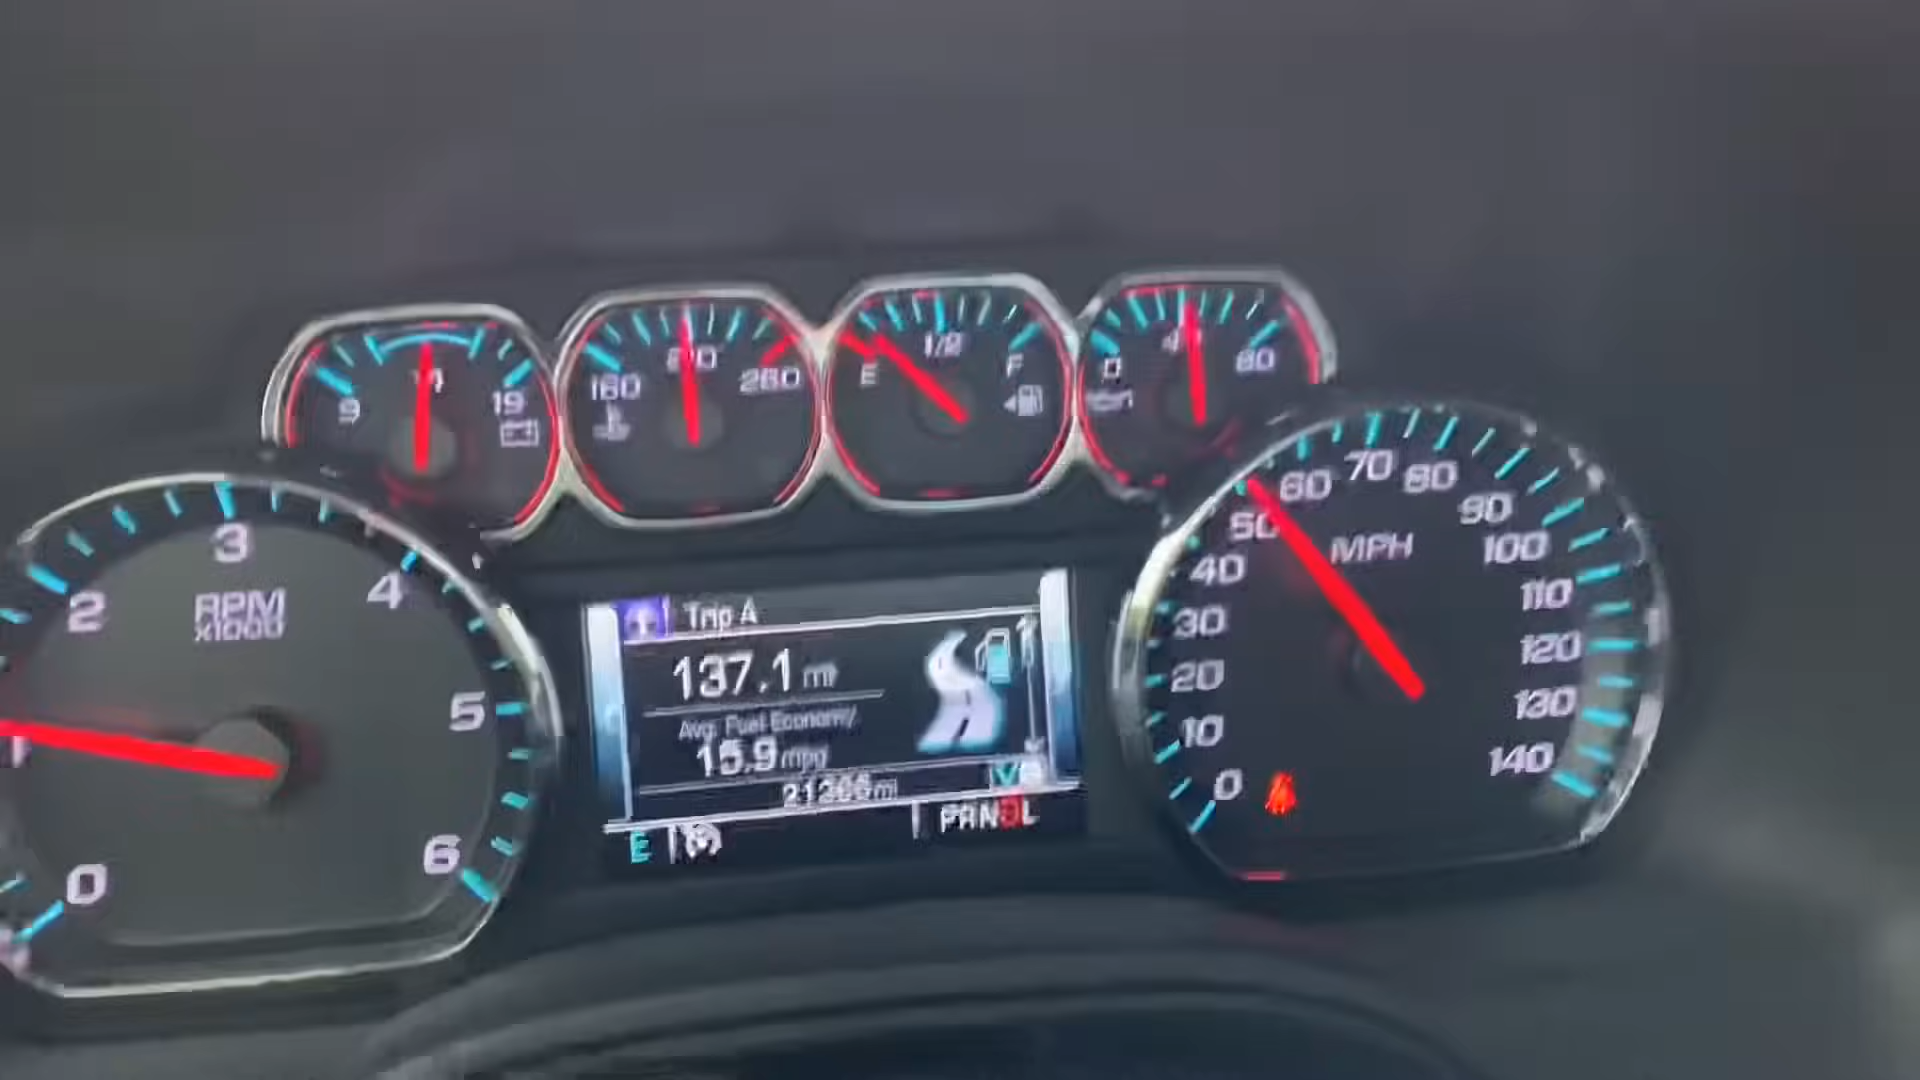 9 14 19
160 210 260
E 1/2 F
0 40 80
0 1 2 3 4 5 6
RPM
x1000
Trip A
137.1 mi
Avg. Fuel Economy
15.9 mpg
E
PRNDL
0 10 20 30 40 50 60 70 80 90 100 110 120 130 140
MPH